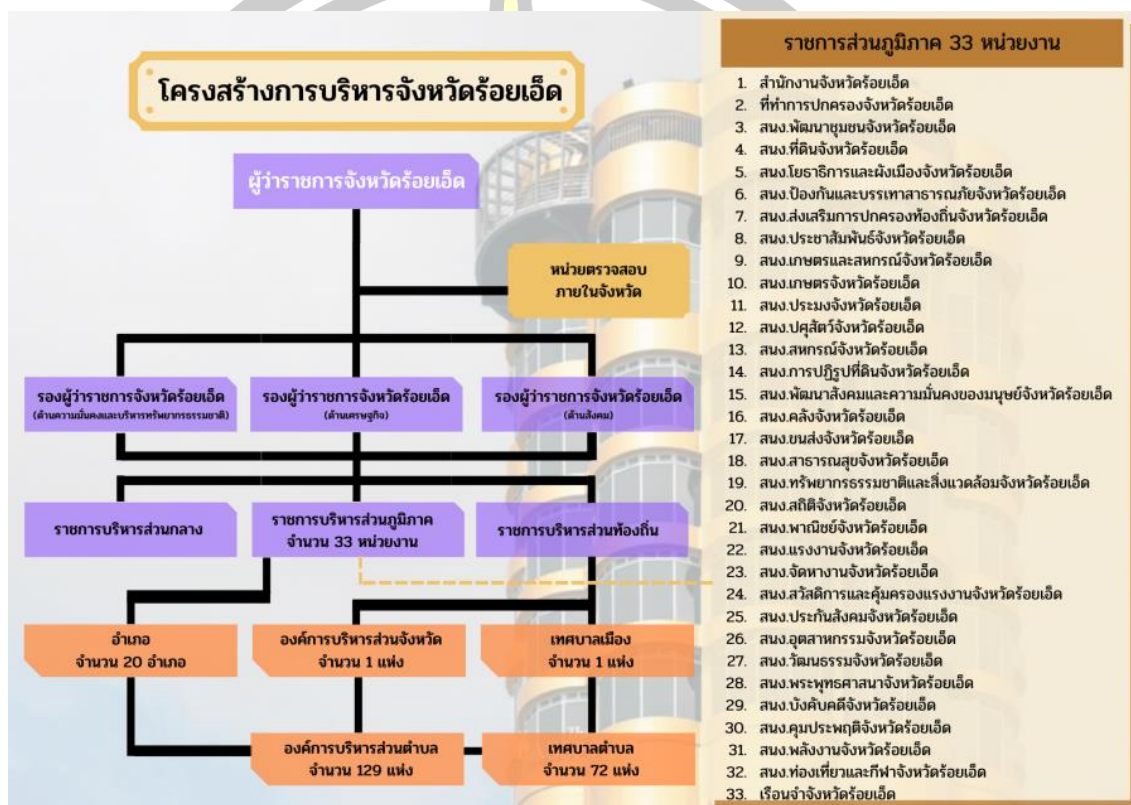 โครงสร้างการบริหารจังหวัดร้อยเอ็ด
ผู้ว่าราชการจังหวัดร้อยเอ็ด
หน่วยตรวจสอบ
ภายในจังหวัด
รองผู้ว่าราชการจังหวัดร้อยเอ็ด
(ด้านความมั่นคงและบริหารทรัพยากรธรรมชาติ)
รองผู้ว่าราชการจังหวัดร้อยเอ็ด
(ด้านเศรษฐกิจ)
รองผู้ว่าราชการจังหวัดร้อยเอ็ด
(ด้านสังคม)
ราชการบริหารส่วนกลาง
ราชการบริหารส่วนภูมิภาค
จำนวน 33 หน่วยงาน
ราชการบริหารส่วนท้องถิ่น
อำเภอ
จำนวน 20 อำเภอ
องค์การบริหารส่วนจังหวัด
จำนวน 1 แห่ง
เทศบาลเมือง
จำนวน 1 แห่ง
องค์การบริหารส่วนตำบล
จำนวน 129 แห่ง
เทศบาลตำบล
จำนวน 72 แห่ง
ราชการส่วนภูมิภาค 33 หน่วยงาน
1. สำนักงานจังหวัดร้อยเอ็ด
2. ที่ทำการปกครองจังหวัดร้อยเอ็ด
3. สนง.พัฒนาชุมชนจังหวัดร้อยเอ็ด
4. สนง.ที่ดินจังหวัดร้อยเอ็ด
5. สนง.โยธาธิการและผังเมืองจังหวัดร้อยเอ็ด
6. สนง.ป้องกันและบรรเทาสาธารณภัยจังหวัดร้อยเอ็ด
7. สนง.ส่งเสริมการปกครองท้องถิ่นจังหวัดร้อยเอ็ด
8. สนง.ประชาสัมพันธ์จังหวัดร้อยเอ็ด
9. สนง.เกษตรและสหกรณ์จังหวัดร้อยเอ็ด
10. สนง.เกษตรจังหวัดร้อยเอ็ด
11. สนง.ประมงจังหวัดร้อยเอ็ด
12. สนง.ปศุสัตว์จังหวัดร้อยเอ็ด
13. สนง.สหกรณ์จังหวัดร้อยเอ็ด
14. สนง.การปฏิรูปที่ดินจังหวัดร้อยเอ็ด
15. สนง.พัฒนาสังคมและความมั่นคงของมนุษย์จังหวัดร้อยเอ็ด
16. สนง.คลังจังหวัดร้อยเอ็ด
17. สนง.ขนส่งจังหวัดร้อยเอ็ด
18. สนง.สาธารณสุขจังหวัดร้อยเอ็ด
19. สนง.ทรัพยากรธรรมชาติและสิ่งแวดล้อมจังหวัดร้อยเอ็ด
20. สนง.สถิติจังหวัดร้อยเอ็ด
21. สนง.พาณิชย์จังหวัดร้อยเอ็ด
22. สนง.แรงงานจังหวัดร้อยเอ็ด
23. สนง.จัดหางานจังหวัดร้อยเอ็ด
24. สนง.สวัสดิการและคุ้มครองแรงงานจังหวัดร้อยเอ็ด
25. สนง.ประกันสังคมจังหวัดร้อยเอ็ด
26. สนง.อุตสาหกรรมจังหวัดร้อยเอ็ด
27. สนง.วัฒนธรรมจังหวัดร้อยเอ็ด
28. สนง.พระพุทธศาสนาจังหวัดร้อยเอ็ด
29. สนง.บังคับคดีจังหวัดร้อยเอ็ด
30. สนง.คุมประพฤติจังหวัดร้อยเอ็ด
31. สนง.พลังงานจังหวัดร้อยเอ็ด
32. สนง.ท่องเที่ยวและกีฬาจังหวัดร้อยเอ็ด
33. เรือนจำจังหวัดร้อยเอ็ด